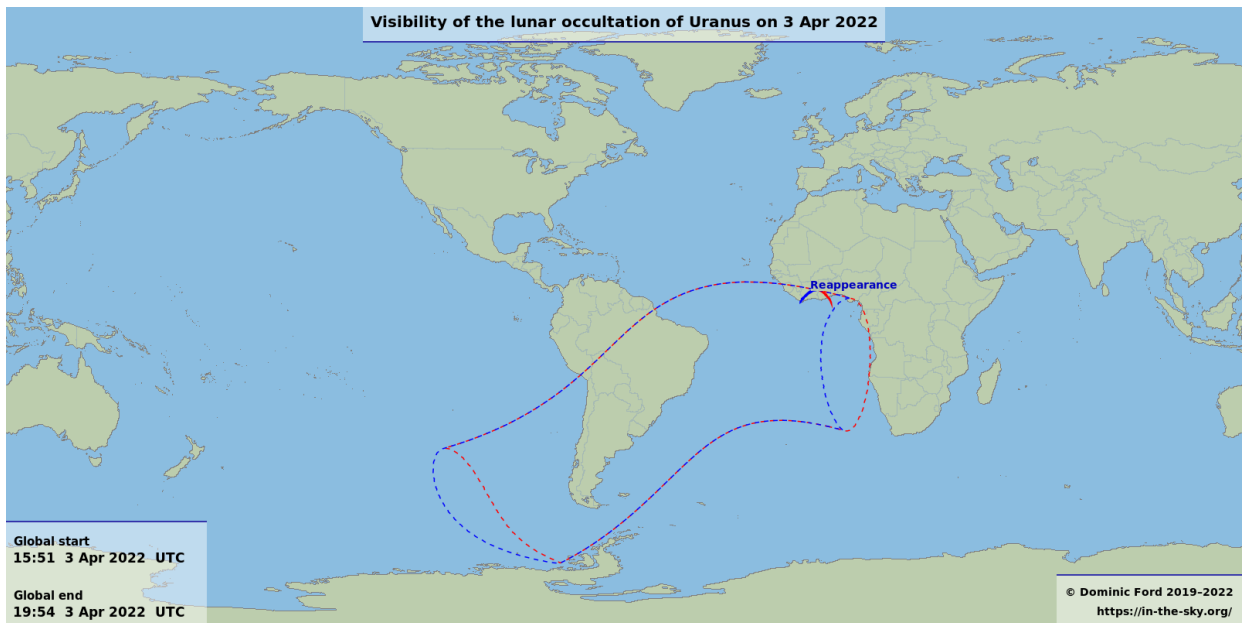 Visibility of the lunar occultation of Uranus on 3 Apr 2022
Reappearance
Global start
15:51 3 Apr 2022 UTC
Global end
19:54 3 Apr 2022 UTC
© Dominic Ford 2019–2022
https://in-the-sky.org/